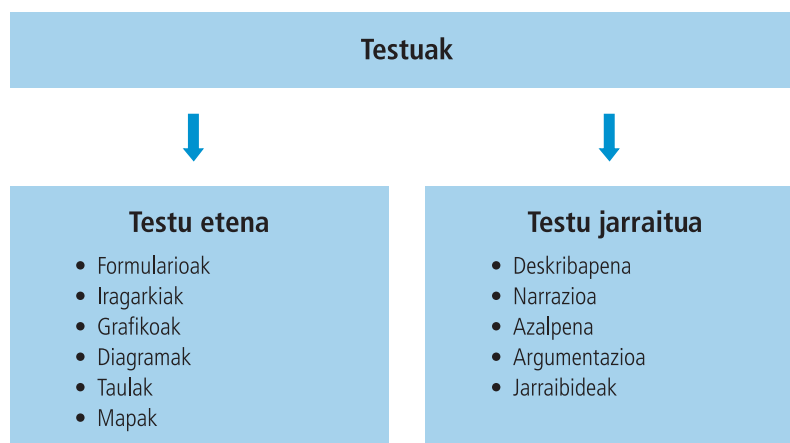 Testuak
Testu etena
• Formularioak
• Iragarkiak
• Grafikoak
• Diagramak
• Taulak
• Mapak
Testu jarraitua
• Deskribapena
• Narrazioa
• Azalpena
• Argumentazioa
• Jarraibideak